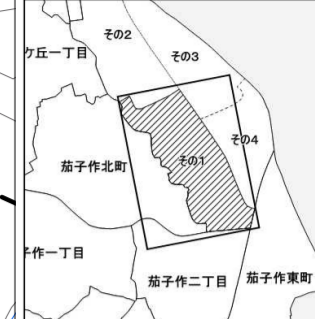 その2
その3
ケ丘一丁目
その4
その1
茄子作北町
子作一丁目
茄子作二丁目
茄子作東町